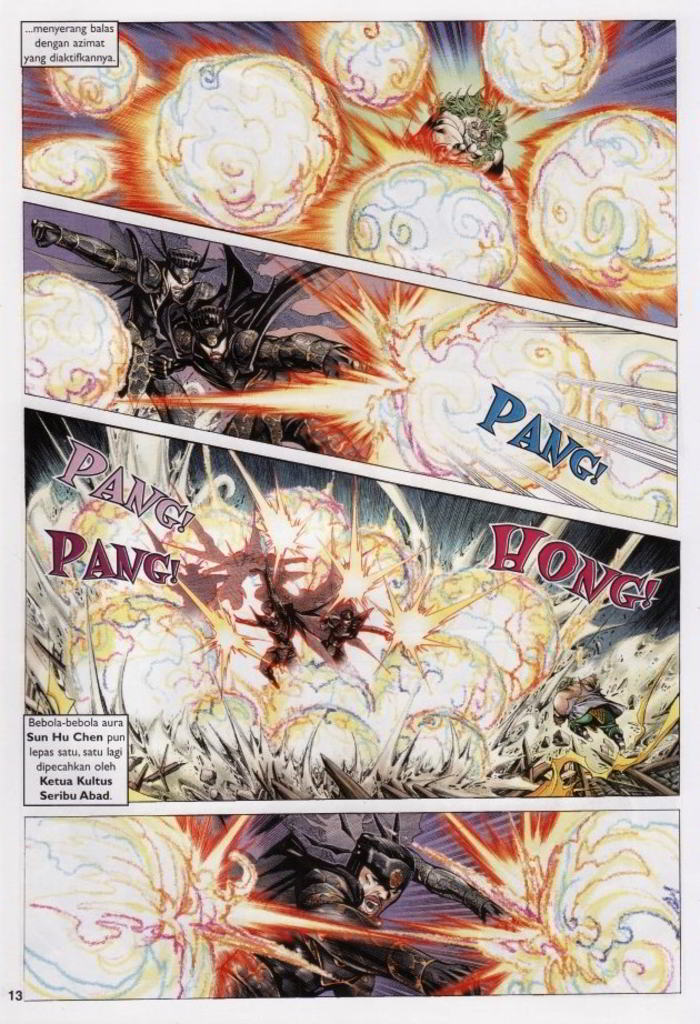 ...menyerang balas
dengan azimat
yang diaktifkannya.
PANG!
PANG!
PANG!
HONG!
Bebola-bebola aura
Sun Hu Chen pun
lepas satu, satu lagi
dipecahkan oleh
Ketua Kultus
Seribu Abad.
13